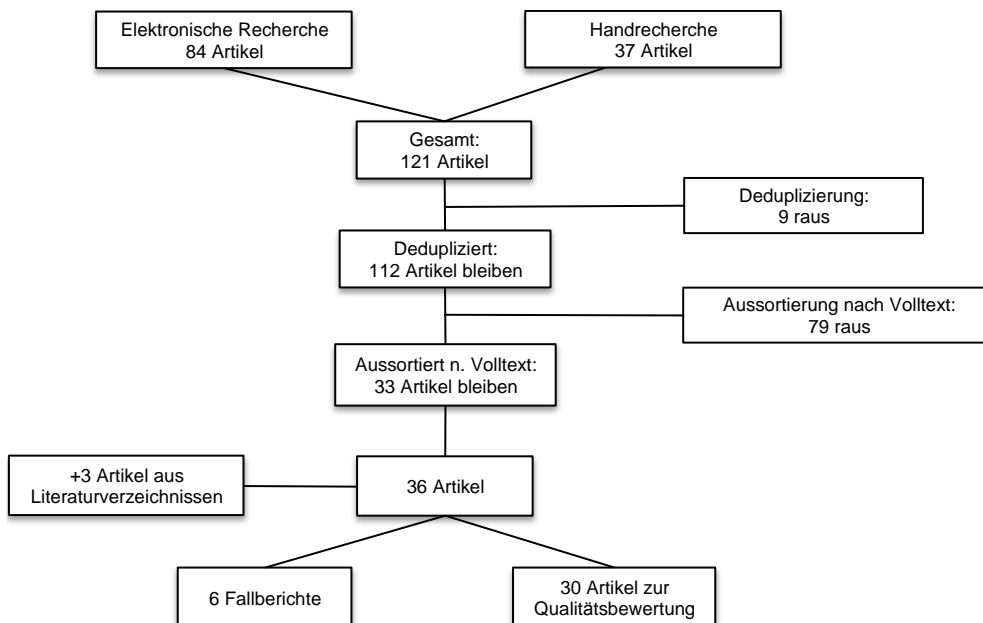 Elektronische Recherche
84 Artikel
Handrecherche
37 Artikel
Gesamt:
121 Artikel
Deduplizierung:
9 raus
Dedupliziert:
112 Artikel bleiben
Aussortierung nach Volltext:
79 raus
Aussortiert n. Volltext:
33 Artikel bleiben
+3 Artikel aus
Literaturverzeichnissen
36 Artikel
6 Fallberichte
30 Artikel zur
Qualitätsbewertung